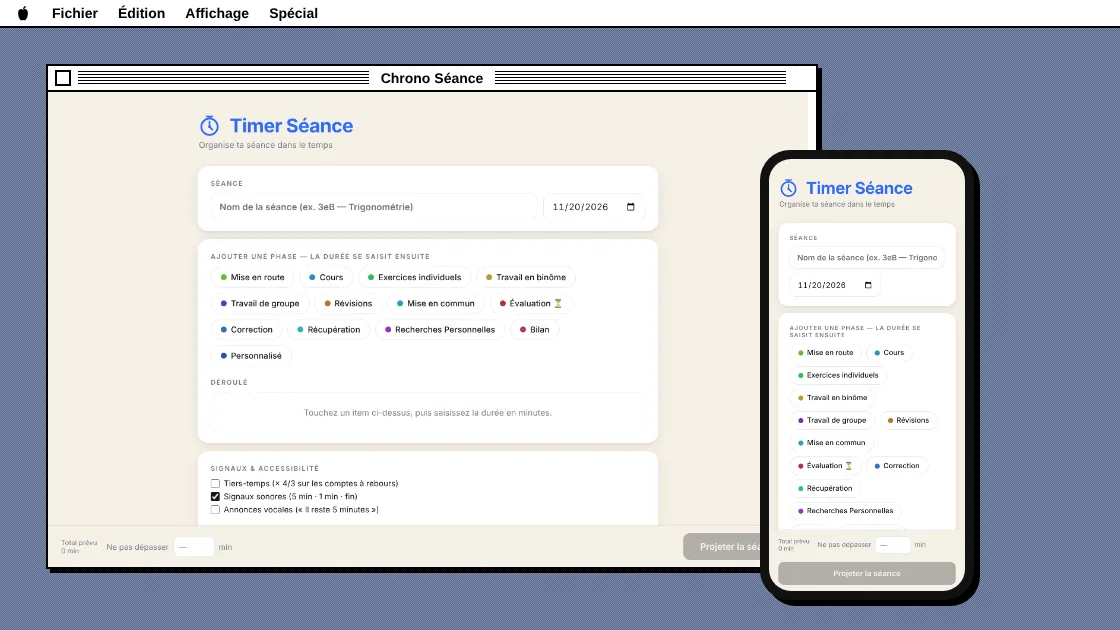 Fichier Édition Affichage Spécial
Chrono Séance
Timer Séance
Organise ta séance dans le temps
SÉANCE
Nom de la séance (ex. 3eB — Trigonométrie) 11/20/2026
AJOUTER UNE PHASE — LA DURÉE SE SAISIT ENSUITE
Mise en route Cours Exercices individuels Travail en binôme
Travail de groupe Révisions Mise en commun Évaluation ⏳
Correction Récupération Recherches Personnelles Bilan
Personnalisé
DÉROULÉ
Touchez un item ci-dessus, puis saisissez la durée en minutes.
SIGNAUX & ACCESSIBILITÉ
Tiers-temps (× 4/3 sur les comptes à rebours)
Signaux sonores (5 min · 1 min · fin)
Annonces vocales (« Il reste 5 minutes »)
Total prévu
0 min
Ne pas dépasser — min
Projeter la séa
Timer Séance
Organise ta séance dans le temps
SÉANCE
Nom de la séance (ex. 3eB — Trigono
11/20/2026
AJOUTER UNE PHASE — LA DURÉE SE
SAISIT ENSUITE
Mise en route Cours
Exercices individuels
Travail en binôme
Travail de groupe Révisions
Mise en commun
Évaluation ⏳ Correction
Récupération
Recherches Personnelles
Total prévu
0 min
Ne pas dépasser — min
Projeter la séance